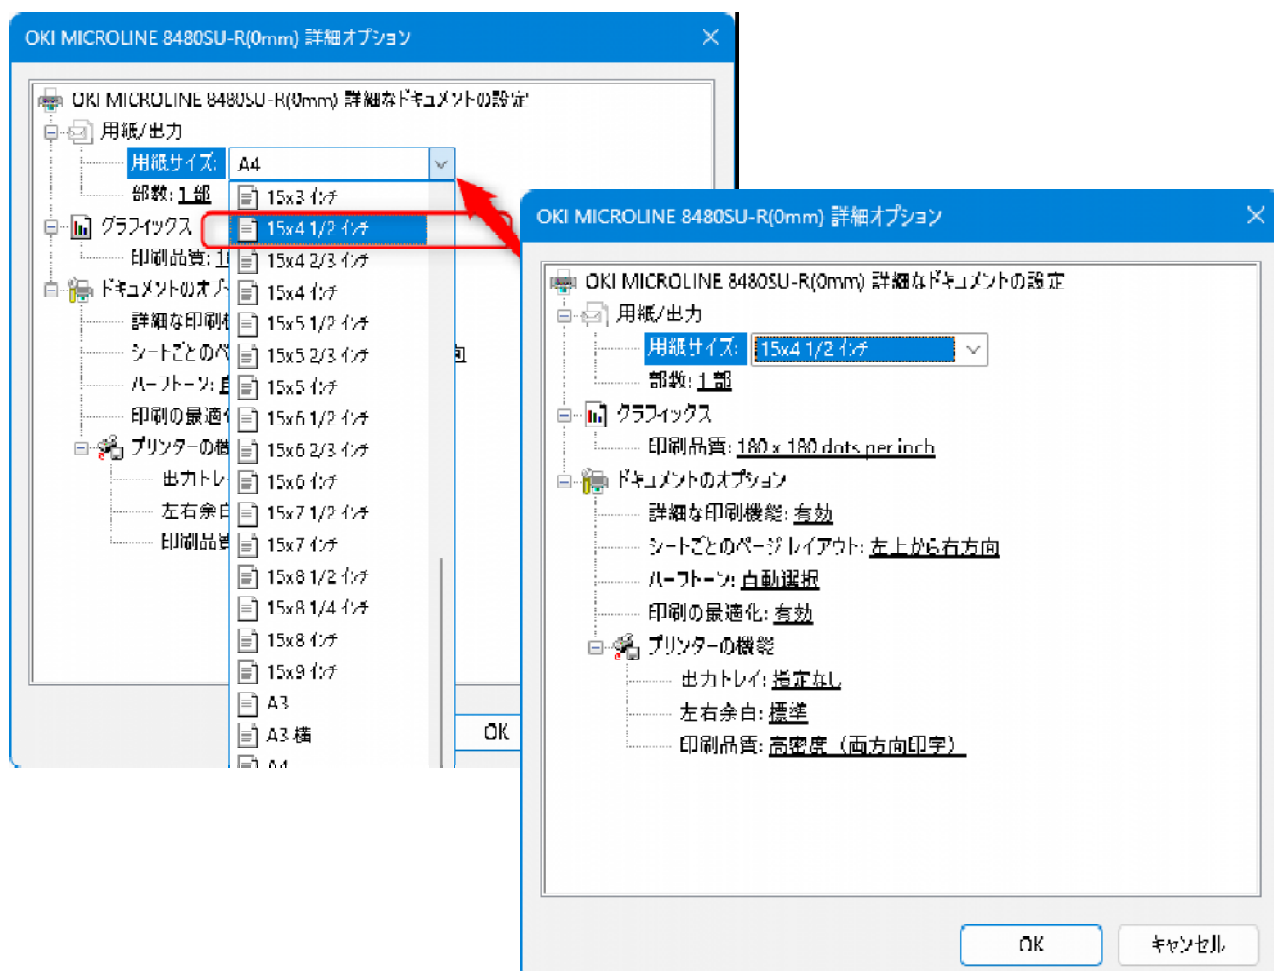 OKI MICROLINE 8480SU-R(0mm) 詳細オプション
OKI MICROLINE 8480SU-R(0mm) 詳細なドキュメントの設定
用紙/出力
用紙サイズ: A4
部数: 1 部
15x3 インチ
グラフィックス
15x4 1/2 インチ
印刷品質:
15x4 2/3 インチ
ドキュメントのオプ
15x4 インチ
詳細な印刷
15x5 1/2 インチ
シートごとのペ
15x5 2/3 インチ
向
ハーフトーン:
15x5 インチ
印刷の最適
15x6 1/2 インチ
プリンターの機
15x6 2/3 インチ
出力トレ
15x6 インチ
左右余白
15x7 1/2 インチ
印刷品質
15x7 インチ
15x8 1/2 インチ
15x8 1/4 インチ
15x8 インチ
15x9 インチ
A3
A3 横
A4
OK
OKI MICROLINE 8480SU-R(0mm) 詳細オプション
OKI MICROLINE 8480SU-R(0mm) 詳細なドキュメントの設定
用紙/出力
用紙サイズ: 15x4 1/2 インチ
部数: 1 部
グラフィックス
印刷品質: 180 x 180 dots per inch
ドキュメントのオプション
詳細な印刷機能: 有効
シートごとのページ レイアウト: 左上から右方向
ハーフトーン: 自動選択
印刷の最適化: 有効
プリンターの機能
出力トレイ: 指定なし
左右余白: 標準
印刷品質: 高密度（両方向印字）
OK キャンセル